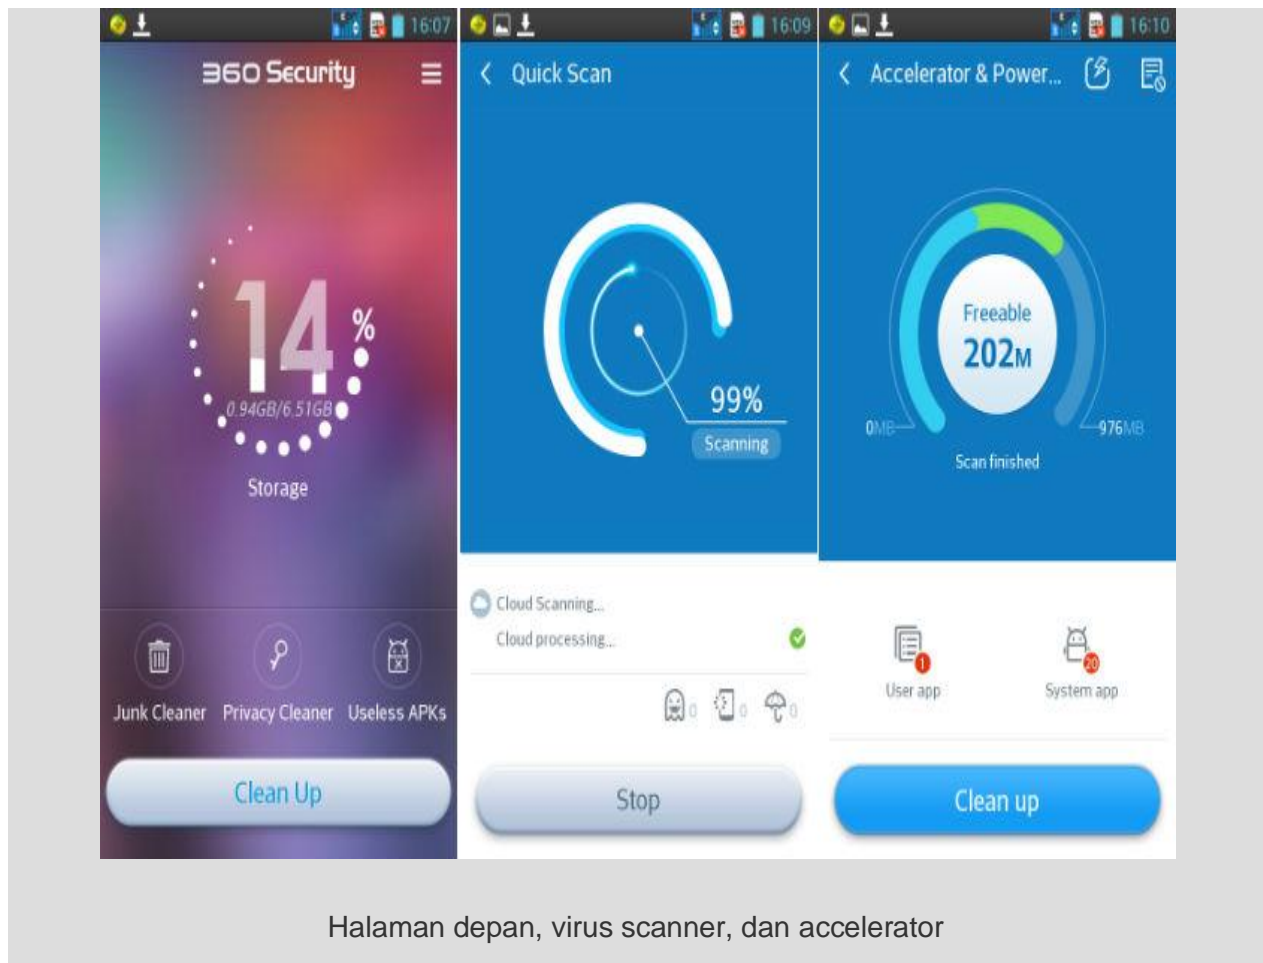 16:07
360 Security
14%
0.94GB/6.51GB
Storage
Junk Cleaner
Privacy Cleaner
Useless APKs
Clean Up
16:09
Quick Scan
99%
Scanning
Cloud Scanning...
Cloud processing...
0 0 0
Stop
16:10
Accelerator & Power...
Freeable
202M
0MB
976MB
Scan finished
1
20
User app
System app
Clean up
Halaman depan, virus scanner, dan accelerator